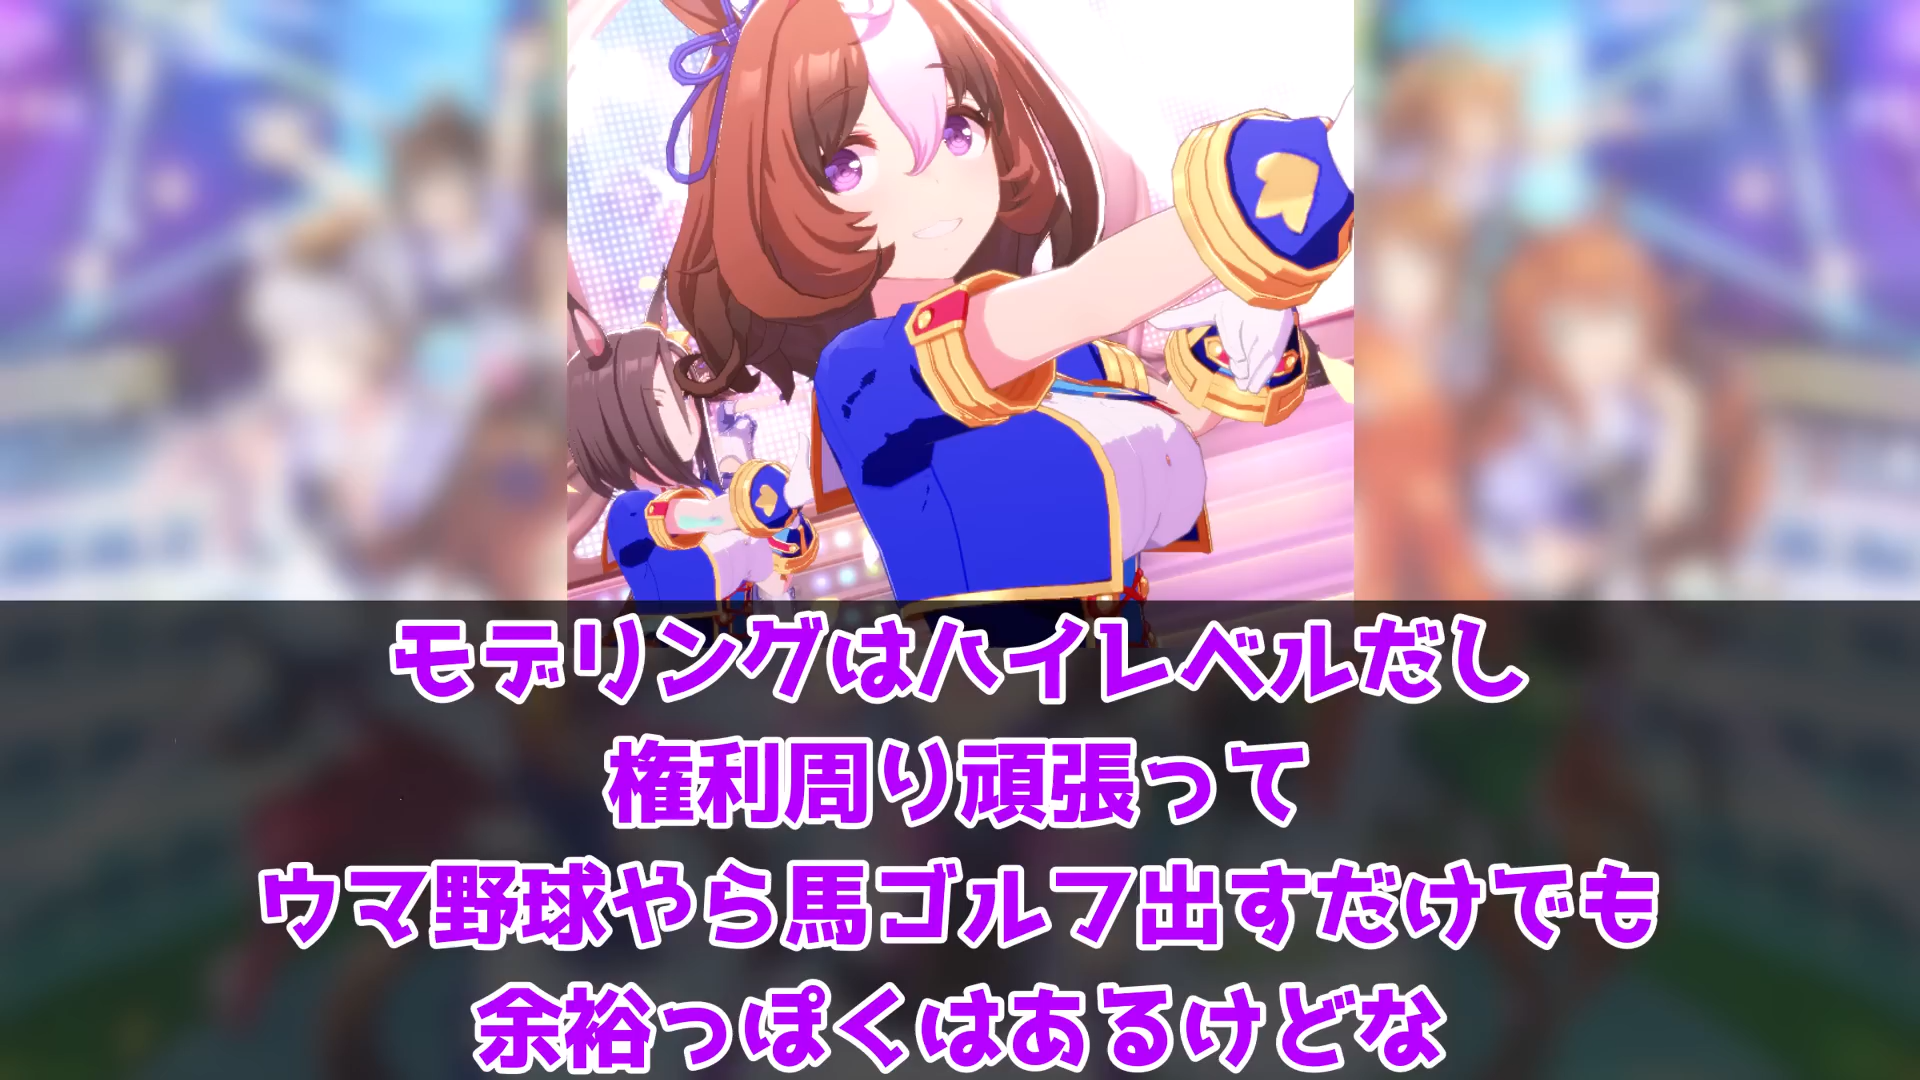 モデリングはハイレベルだし
権利周り頑張って
ウマ野球やら馬ゴルフ出すだけでも
余裕っぽくはあるけどな